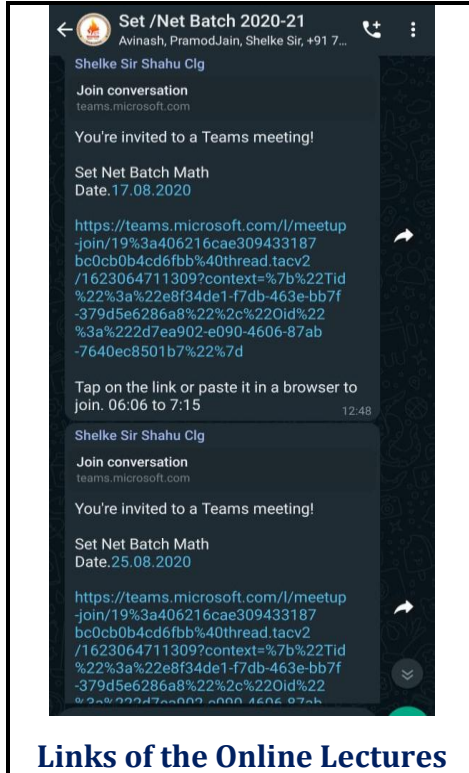 Set /Net Batch 2020-21
Avinash, PramodJain, Shelke Sir, +91 7...
Shelke Sir Shahu Clg
Join conversation
teams.microsoft.com
You're invited to a Teams meeting!
Set Net Batch Math
Date.17.08.2020
https://teams.microsoft.com/l/meetup
-join/19%3a406216cae309433187
bc0cb0b4cd6fbb%40thread.tacv2
/1623064711309?context=%7b%22Tid
%22%3a%22e8f34de1-f7db-463e-bb7f
-379d5e6286a8%22%2c%22Oid%22
%3a%222d7ea902-e090-4606-87ab
-7640ec8501b7%22%7d
Tap on the link or paste it in a browser to
join. 06:06 to 7:15
12:48
Shelke Sir Shahu Clg
Join conversation
teams.microsoft.com
You're invited to a Teams meeting!
Set Net Batch Math
Date.25.08.2020
https://teams.microsoft.com/l/meetup
-join/19%3a406216cae309433187
bc0cb0b4cd6fbb%40thread.tacv2
/1623064711309?context=%7b%22Tid
%22%3a%22e8f34de1-f7db-463e-bb7f
-379d5e6286a8%22%2c%22Oid%22
%3a%222d7ea902-e090-4606-87ab
Links of the Online Lectures